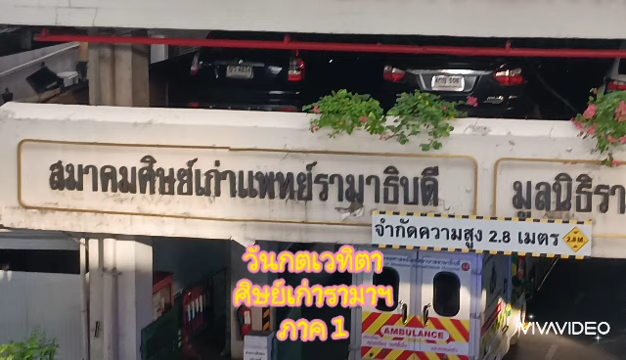 สมาคมศิษย์เก่าแพทย์รามาธิบดี
มูลนิธิรา
จำกัดความสูง 2.8 เมตร
2.8 M.
วันกตเวทิตา
ศิษย์เก่ารามาฯ
ภาค 1
AMBULANCE
VIVAVIDEO